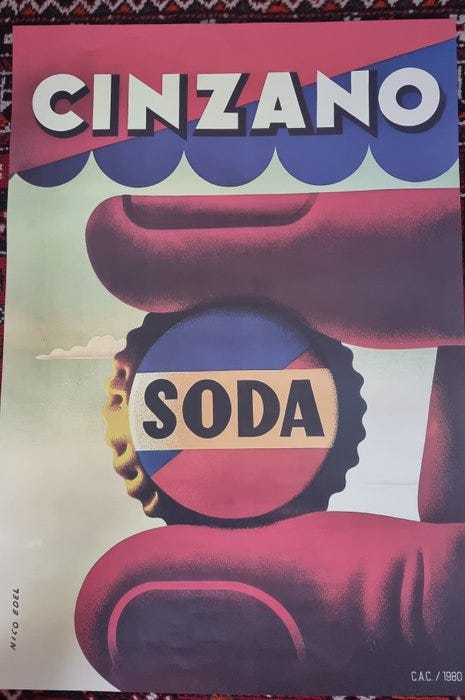 CINZANO
SODA
NICO EDEL
C.A.C. / 1980